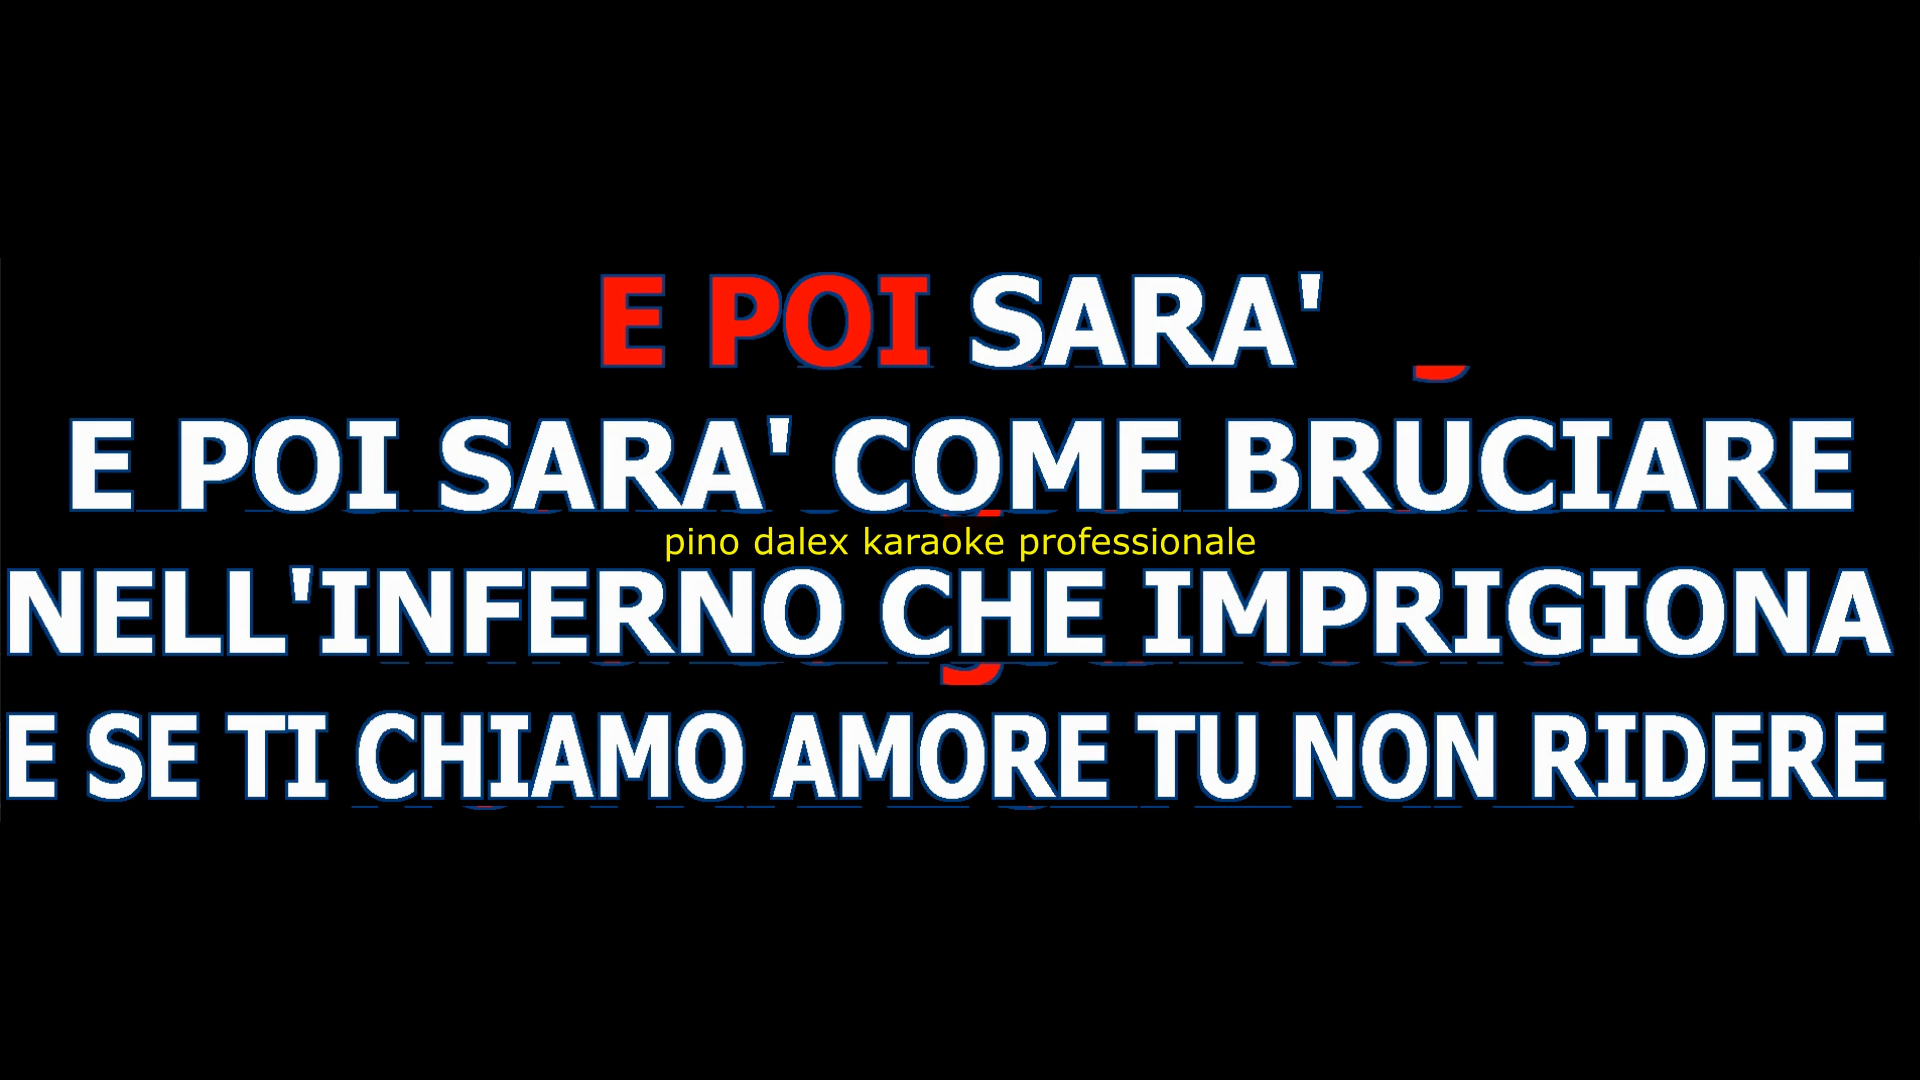 E POI SARA'
E POI SARA' COME BRUCIARE
pino dalex karaoke professionale
NELL'INFERNO CHE IMPRIGIONA
E SE TI CHIAMO AMORE TU NON RIDERE